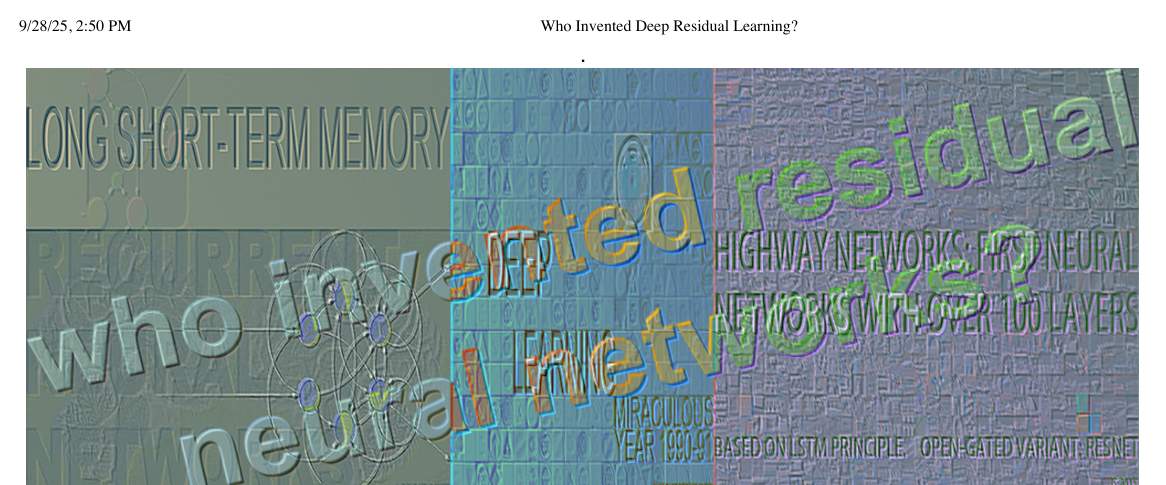 9/28/25, 2:50 PM
Who Invented Deep Residual Learning?
.
LONG SHORT-TERM MEMORY
RECURRENT
NEURAL
NETWORKS
who invented residual
neural networks?
DEEP
LEARNING
MIRACULOUS
YEAR 1990-91
HIGHWAY NETWORKS: FIRST NEURAL
NETWORKS WITH OVER 100 LAYERS
BASED ON LSTM PRINCIPLE. OPEN-GATED VARIANT: RESNET